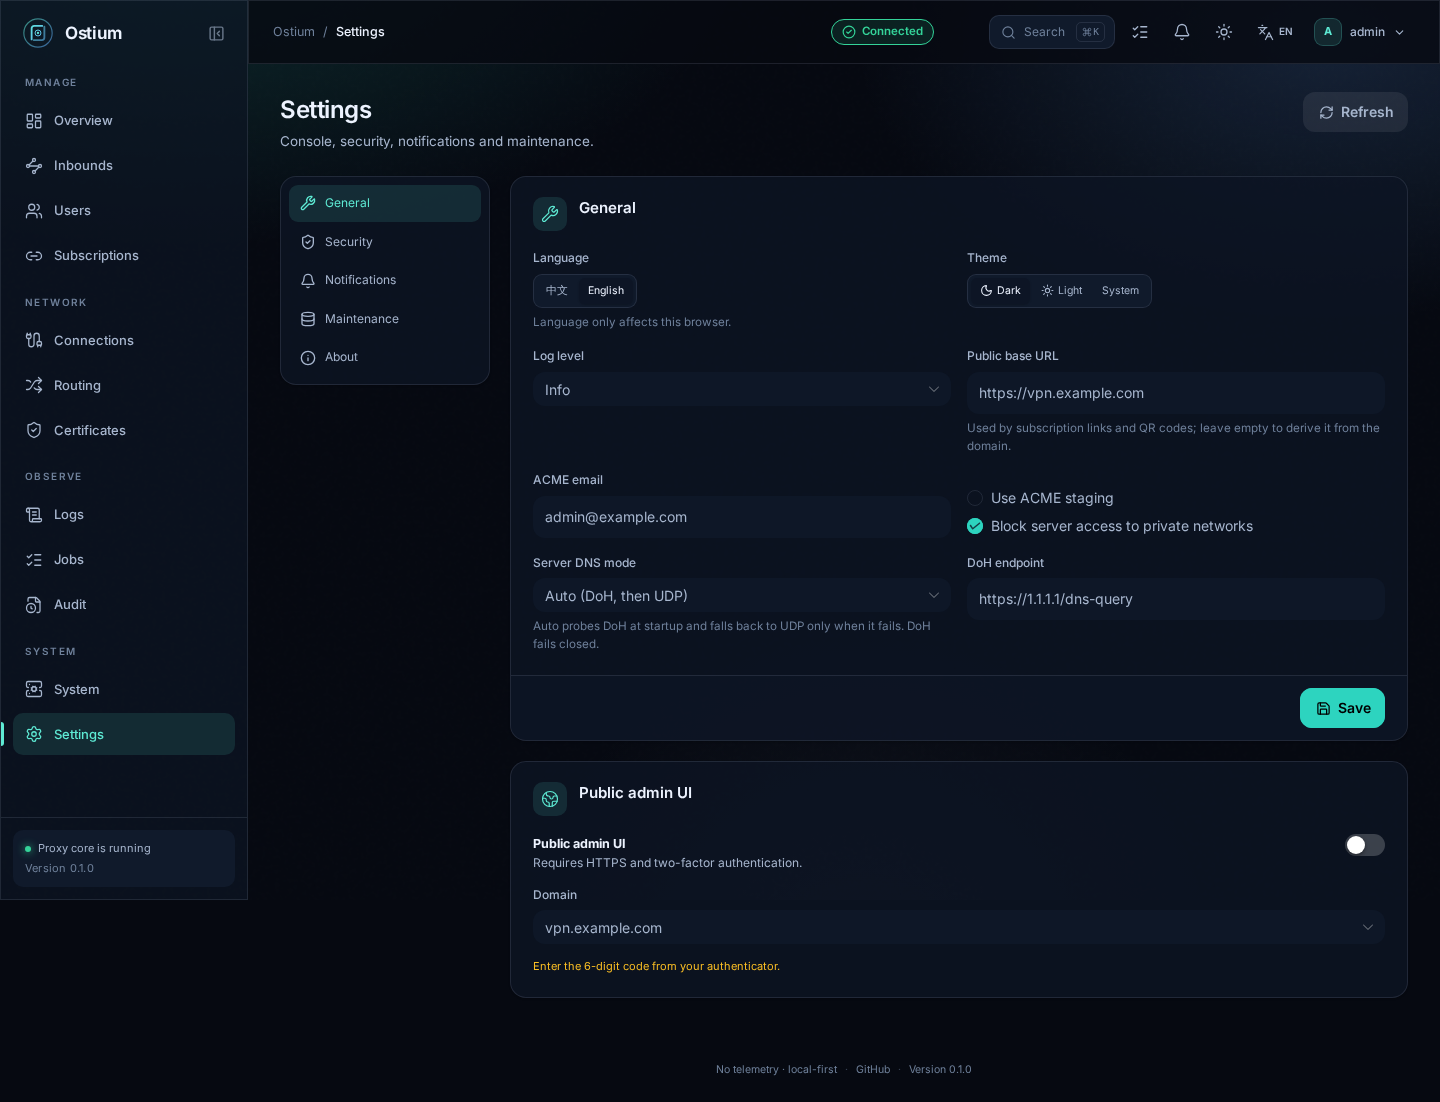 Ostium
MANAGE
Overview
Inbounds
Users
Subscriptions
NETWORK
Connections
Routing
Certificates
OBSERVE
Logs
Jobs
Audit
SYSTEM
System
Settings
Proxy core is running
Version 0.1.0
Ostium / Settings
Connected
Search ⌘K
EN
A admin
Settings
Console, security, notifications and maintenance.
Refresh
General
Security
Notifications
Maintenance
About
General
Language
中文 English
Language only affects this browser.
Theme
Dark Light System
Log level
Info
Public base URL
https://vpn.example.com
Used by subscription links and QR codes; leave empty to derive it from the
domain.
ACME email
admin@example.com
Use ACME staging
Block server access to private networks
Server DNS mode
Auto (DoH, then UDP)
Auto probes DoH at startup and falls back to UDP only when it fails. DoH
fails closed.
DoH endpoint
https://1.1.1.1/dns-query
Save
Public admin UI
Public admin UI
Requires HTTPS and two-factor authentication.
Domain
vpn.example.com
Enter the 6-digit code from your authenticator.
No telemetry · local-first · GitHub · Version 0.1.0